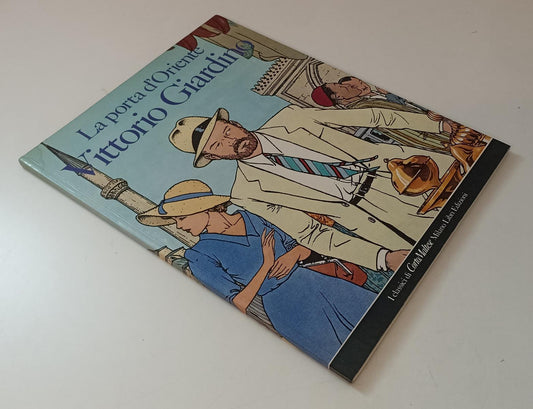 La porta d'Oriente
Vittorio Giardino
I classici di Corto Maltese Milano Libri Edizioni